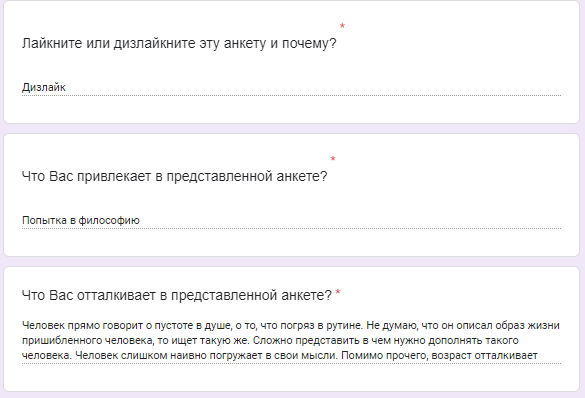 Лайкните или дизлайкните эту анкету и почему? *
Дизлайк
Что Вас привлекает в представленной анкете? *
Попытка в философию
Что Вас отталкивает в представленной анкете? *
Человек прямо говорит о пустоте в душе, о то, что погряз в рутине. Не думаю, что он описал образ жизни
пришибленного человека, то ищет такую же. Сложно представить в чем нужно дополнять такого
человека. Человек слишком наивно погружает в свои мысли. Помимо прочего, возраст отталкивает